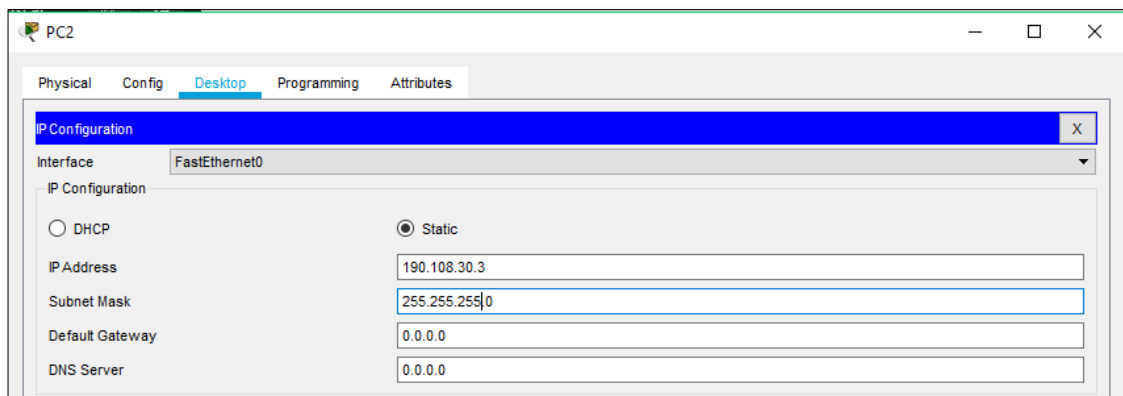 PC2
Physical Config Desktop Programming Attributes
IP Configuration X
Interface FastEthernet0
IP Configuration
DHCP Static
IP Address 190.108.30.3
Subnet Mask 255.255.255.0
Default Gateway 0.0.0.0
DNS Server 0.0.0.0